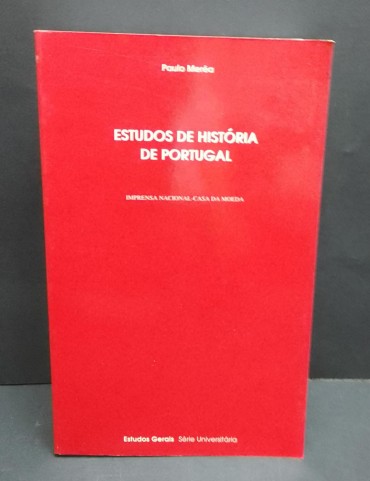 Paulo Merêa
ESTUDOS DE HISTÓRIA
DE PORTUGAL
IMPRENSA NACIONAL-CASA DA MOEDA
Estudos Gerais Série Universitária